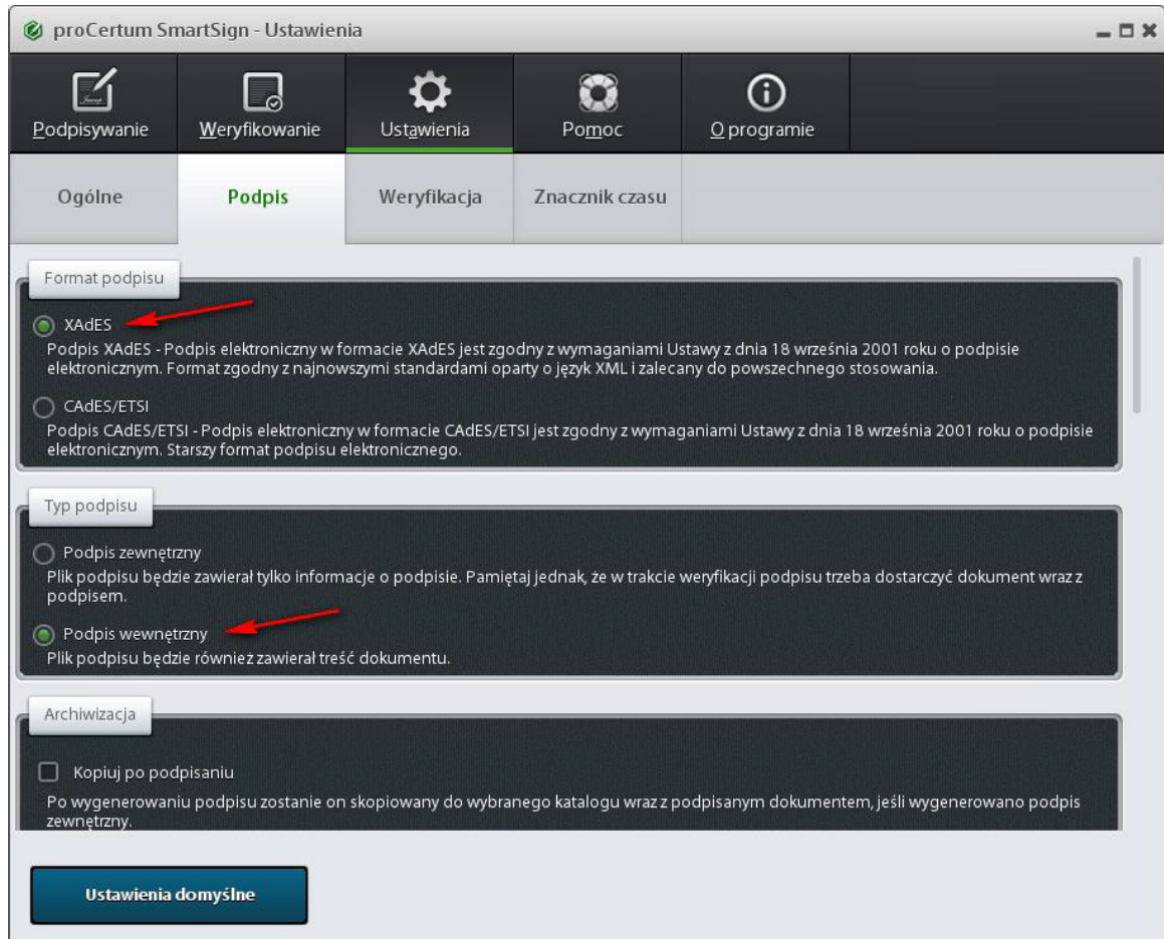 proCertum SmartSign - Ustawienia
Podpisywanie
Weryfikowanie
Ustawienia
Pomoc
O programie
Ogólne
Podpis
Weryfikacja
Znacznik czasu
Format podpisu
XAdES
Podpis XAdES - Podpis elektroniczny w formacie XAdES jest zgodny z wymaganiami Ustawy z dnia 18 września 2001 roku o podpisie
elektronicznym. Format zgodny z najnowszymi standardami oparty o język XML i zalecany do powszechnego stosowania.
CAdES/ETSI
Podpis CAdES/ETSI - Podpis elektroniczny w formacie CAdES/ETSI jest zgodny z wymaganiami Ustawy z dnia 18 września 2001 roku o podpisie
elektronicznym. Starszy format podpisu elektronicznego.
Typ podpisu
Podpis zewnętrzny
Plik podpisu będzie zawierał tylko informacje o podpisie. Pamiętaj jednak, że w trakcie weryfikacji podpisu trzeba dostarczyć dokument wraz z
podpisem.
Podpis wewnętrzny
Plik podpisu będzie również zawierał treść dokumentu.
Archiwizacja
Kopiuj po podpisaniu
Po wygenerowaniu podpisu zostanie on skopiowany do wybranego katalogu wraz z podpisanym dokumentem, jeśli wygenerowano podpis
zewnętrzny.
Ustawienia domyślne